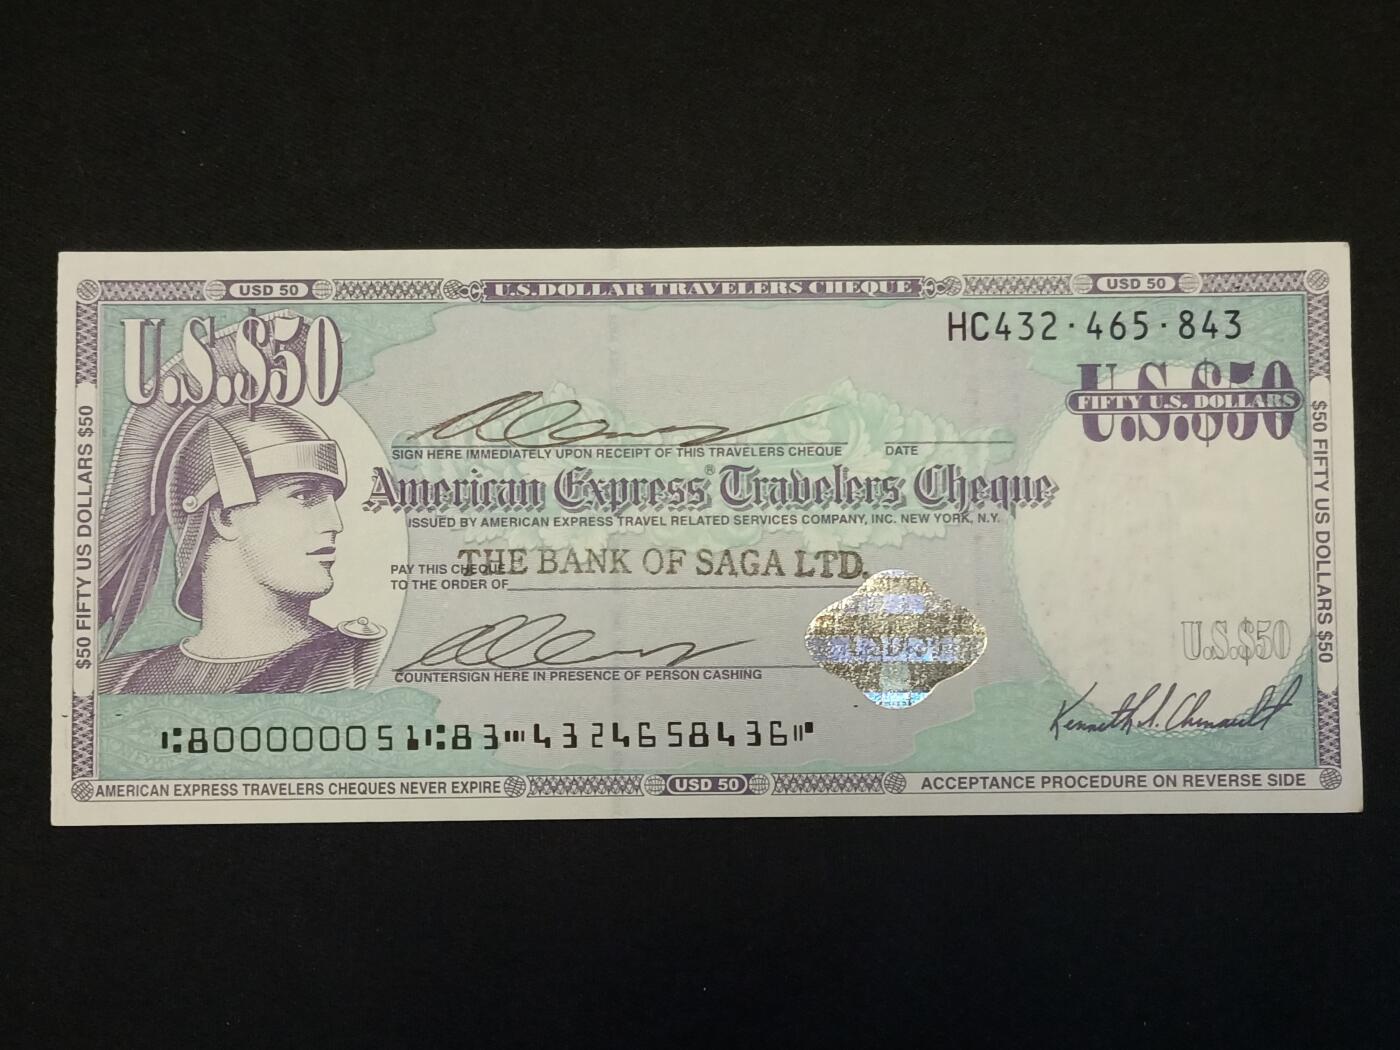 USD 50
U.S. DOLLAR TRAVELERS CHEQUE
USD 50
U.S.$50
HC432·465·843
U.S.$50
FIFTY U.S. DOLLARS
$50 FIFTY US DOLLARS $50
$50 FIFTY US DOLLARS $50
SIGN HERE IMMEDIATELY UPON RECEIPT OF THIS TRAVELERS CHEQUE
DATE
American Express® Travelers Cheque
ISSUED BY AMERICAN EXPRESS TRAVEL RELATED SERVICES COMPANY, INC. NEW YORK, N.Y.
THE BANK OF SAGA LTD.
PAY THIS CHEQUE
TO THE ORDER OF
U.S.$50
COUNTERSIGN HERE IN PRESENCE OF PERSON CASHING
Kenneth I. Chenault
⑆800000051⑆83⑈4324658436⑈
AMERICAN EXPRESS TRAVELERS CHEQUES NEVER EXPIRE
USD 50
ACCEPTANCE PROCEDURE ON REVERSE SIDE